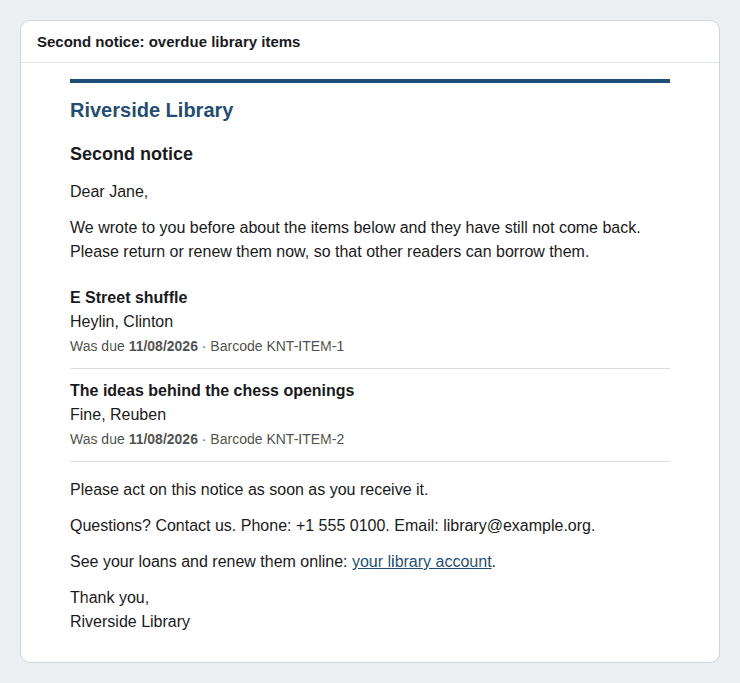 Second notice: overdue library items
Riverside Library
Second notice
Dear Jane,
We wrote to you before about the items below and they have still not come back.
Please return or renew them now, so that other readers can borrow them.
E Street shuffle
Heylin, Clinton
Was due 11/08/2026 · Barcode KNT-ITEM-1
The ideas behind the chess openings
Fine, Reuben
Was due 11/08/2026 · Barcode KNT-ITEM-2
Please act on this notice as soon as you receive it.
Questions? Contact us. Phone: +1 555 0100. Email: library@example.org.
See your loans and renew them online: your library account.
Thank you,
Riverside Library